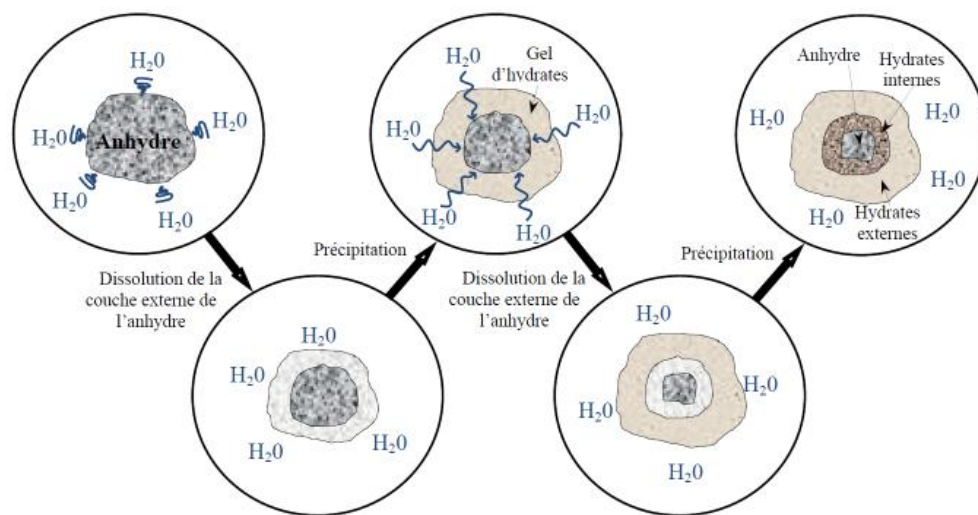 H₂0
H₂0
H₂0
Anhydre
H₂0
H₂0
Dissolution de la
couche externe de
l'anhydre
H₂0
H₂0
H₂0
H₂0
H₂0
Précipitation
Gel
d'hydrates
H₂0
H₂0
H₂0
H₂0
H₂0
Dissolution de la
couche externe de
l'anhydre
H₂0
H₂0
H₂0
H₂0
Précipitation
Anhydre
Hydrates
internes
H₂0
H₂0
H₂0
H₂0
Hydrates
externes